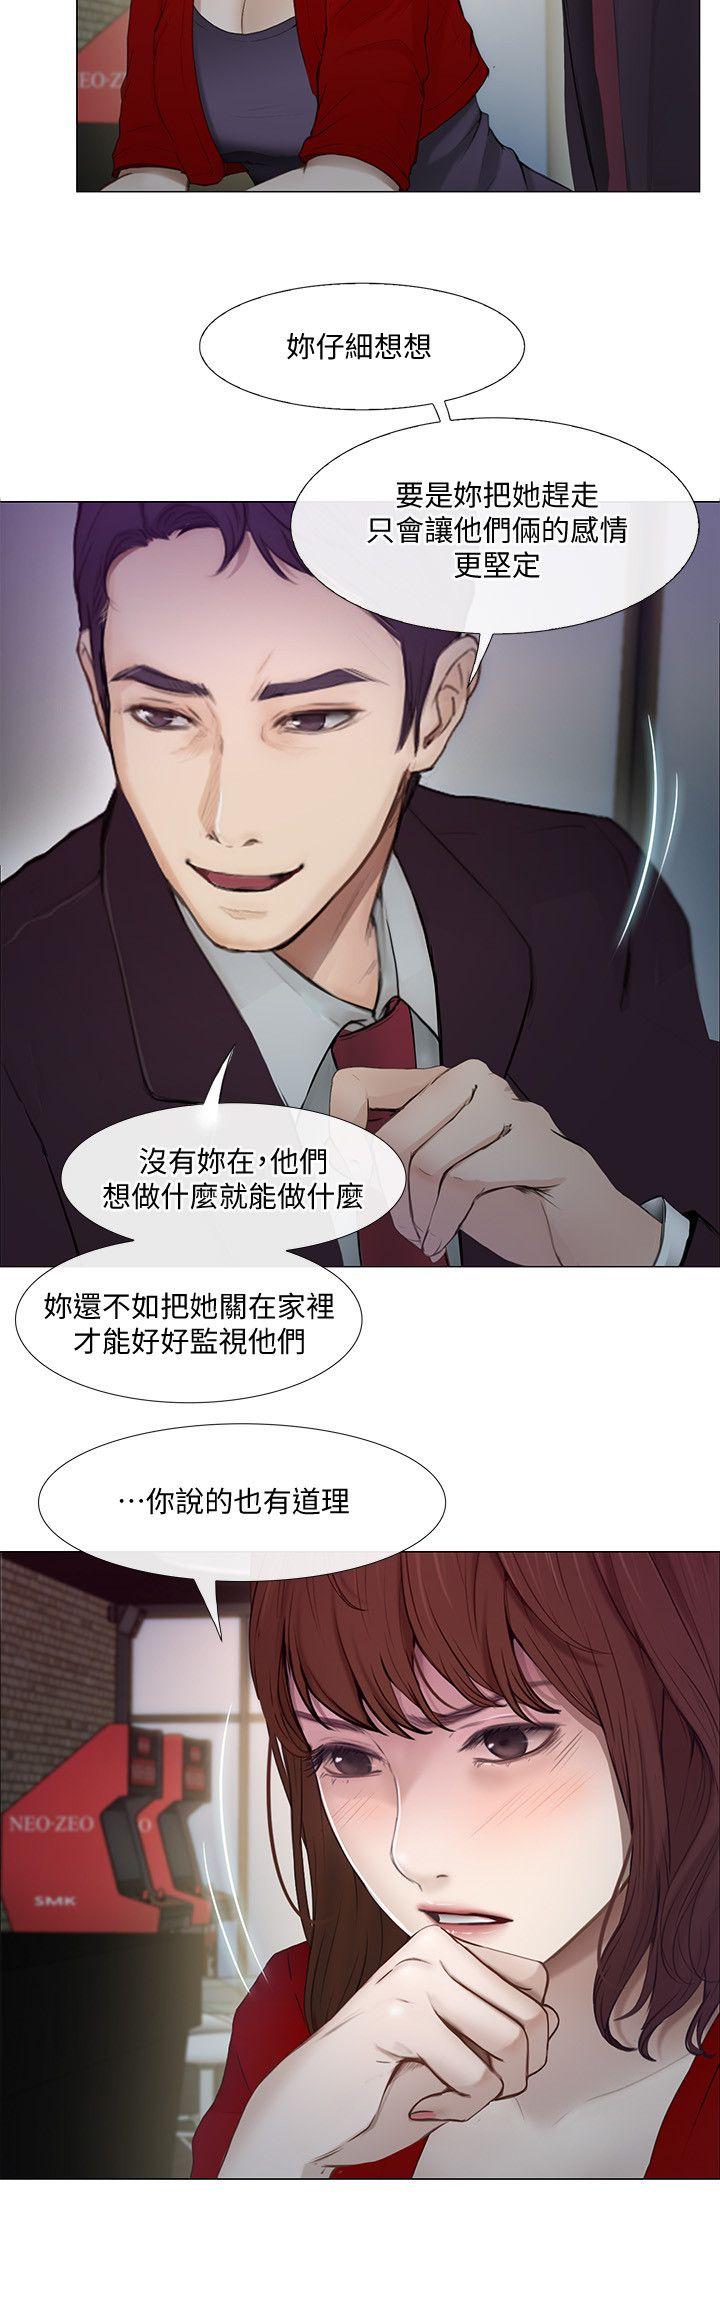 EO·ZEO
妳仔細想想
要是妳把她趕走
只會讓他們倆的感情
更堅定
沒有妳在，他們
想做什麼就能做什麼
妳還不如把她關在家裡
才能好好監視他們
…你說的也有道理
NEO·ZEO
O
SMK